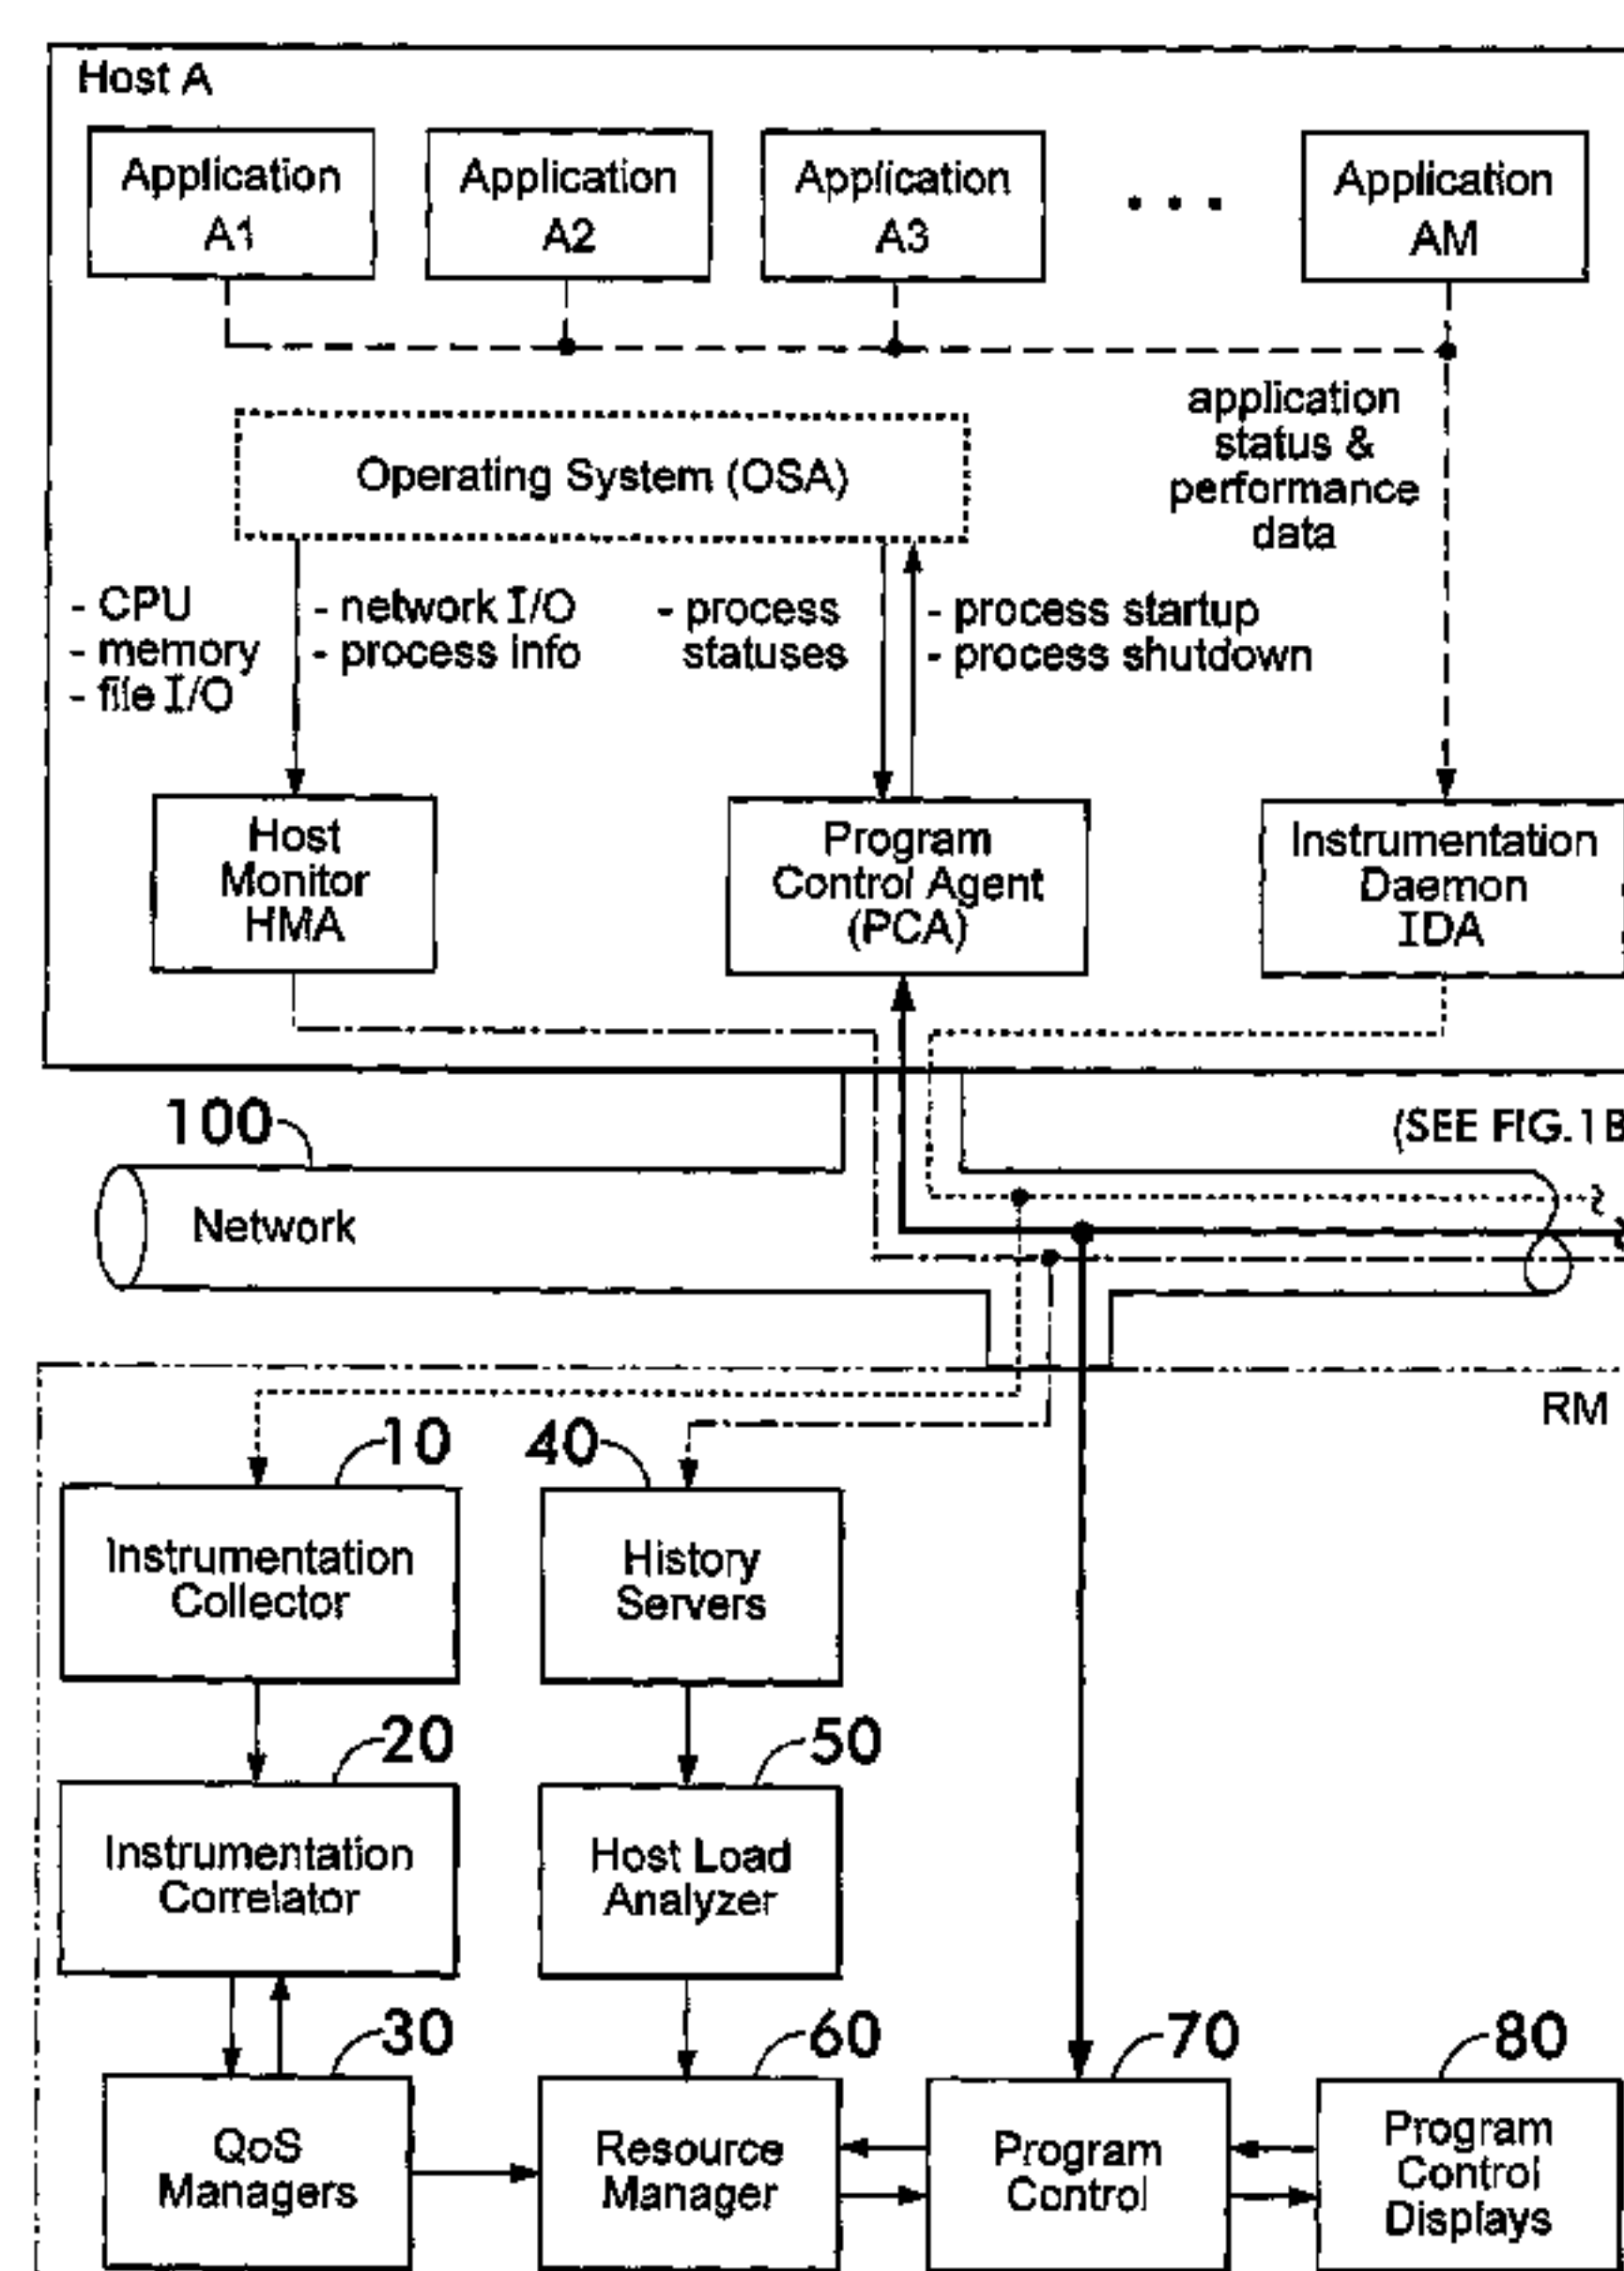 Host A
Application
A1
Application
A2
Application
A3
• • •
Application
AM
application
status &
performance
data
Operating System (OSA)
- CPU
- memory
- file I/O
- network I/O
- process info
- process
statuses
- process startup
- process shutdown
Host
Monitor
HMA
Program
Control Agent
(PCA)
Instrumentation
Daemon
IDA
100
(SEE FIG.1B
Network
RM
10
40
Instrumentation
Collector
History
Servers
20
50
Instrumentation
Correlator
Host Load
Analyzer
30
60
70
80
QoS
Managers
Resource
Manager
Program
Control
Program
Control
Displays